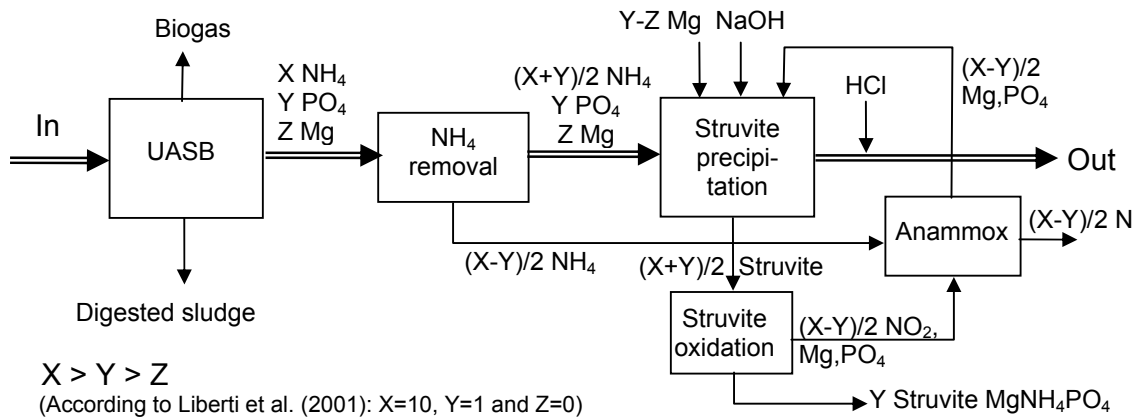 Biogas
In
UASB
Digested sludge
X NH₄
Y PO₄
Z Mg
NH₄
removal
(X+Y)/2 NH₄
Y PO₄
Z Mg
(X-Y)/2 NH₄
Y-Z Mg
NaOH
Struvite
precipi-
tation
(X+Y)/2 Struvite
Struvite
oxidation
(X-Y)/2 NO₂,
Mg,PO₄
Y Struvite MgNH₄PO₄
HCl
(X-Y)/2
Mg,PO₄
Out
Anammox
(X-Y)/2 N
X > Y > Z
(According to Liberti et al. (2001): X=10, Y=1 and Z=0)